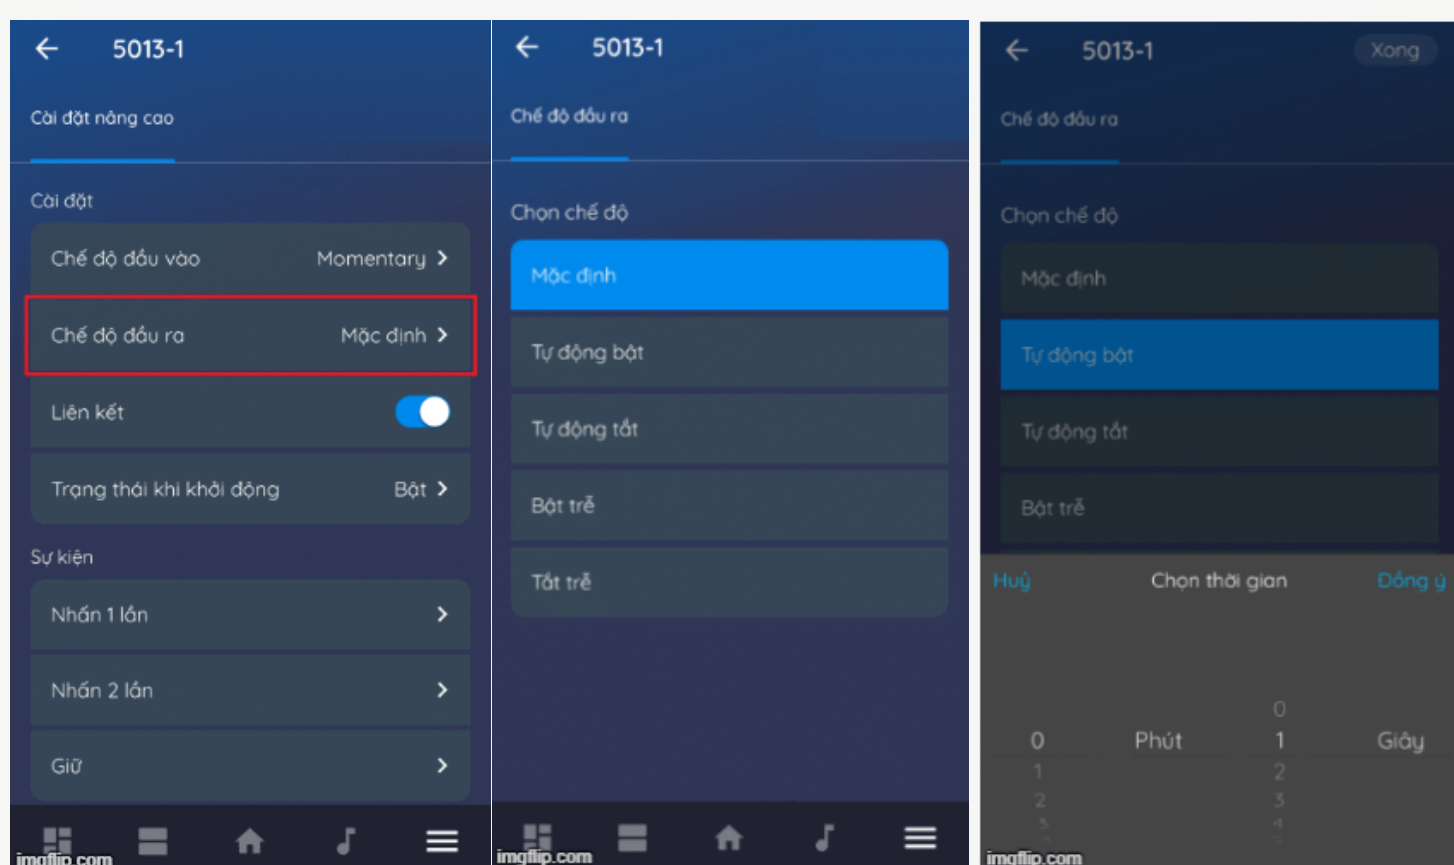 5013-1
Cài đặt nâng cao
Cài đặt
Chế độ đầu vào Momentary
Chế độ đầu ra Mặc định
Liên kết
Trạng thái khi khởi động Bật
Sự kiện
Nhấn 1 lần
Nhấn 2 lần
Giữ
imgflip.com
5013-1
Chế độ đầu ra
Chọn chế độ
Mặc định
Tự động bật
Tự động tắt
Bật trễ
Tắt trễ
imgflip.com
5013-1 Xong
Chế độ đầu ra
Chọn chế độ
Mặc định
Tự động bật
Tự động tắt
Bật trễ
Huỷ Chọn thời gian Đồng ý
0
0 Phút 1 Giây
1 2
2 3
3 4
imgflip.com